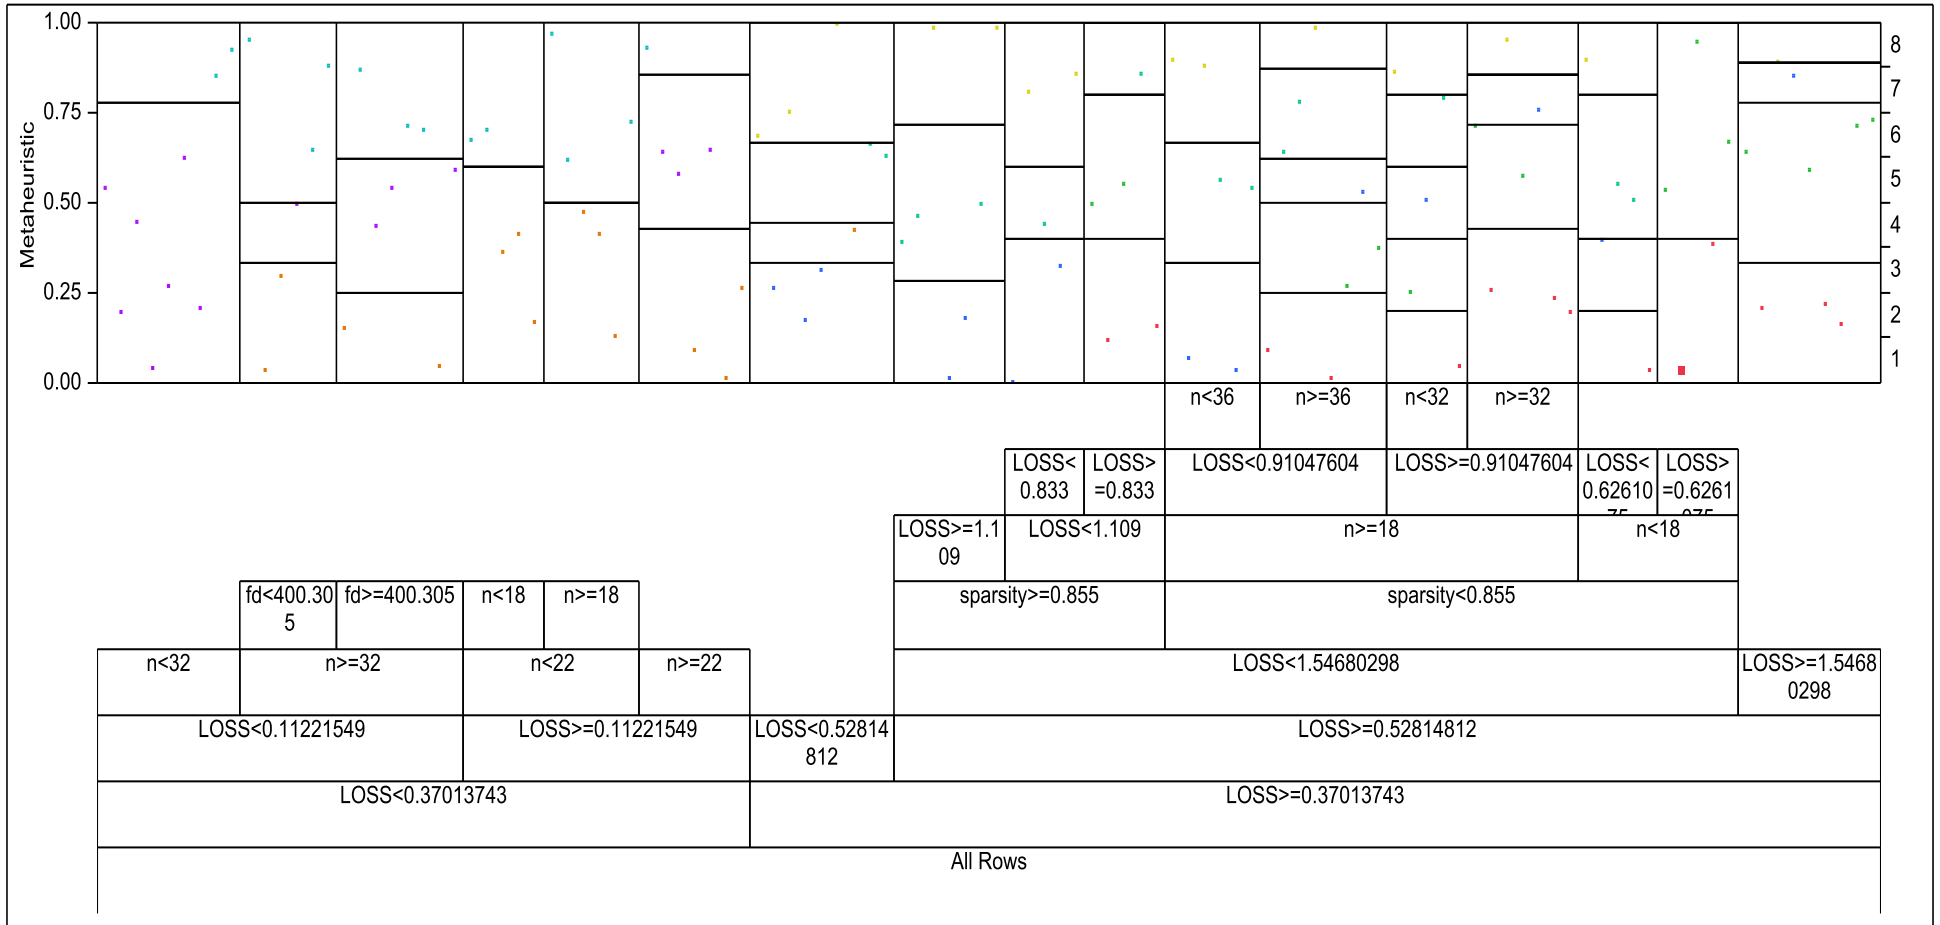 1.00
0.75
0.50
0.25
0.00
Metaheuristic
8
7
6
5
4
3
2
1
n<36
n>=36
n<32
n>=32
LOSS<
0.833
LOSS>
=0.833
LOSS<0.91047604
LOSS>=0.91047604
LOSS<
0.62610
75
LOSS>
=0.6261
075
LOSS>=1.1
09
LOSS<1.109
n>=18
n<18
fd<400.30
5
fd>=400.305
n<18
n>=18
sparsity>=0.855
sparsity<0.855
n<32
n>=32
n<22
n>=22
LOSS<1.54680298
LOSS>=1.5468
0298
LOSS<0.11221549
LOSS>=0.11221549
LOSS<0.52814
812
LOSS>=0.52814812
LOSS<0.37013743
LOSS>=0.37013743
All Rows